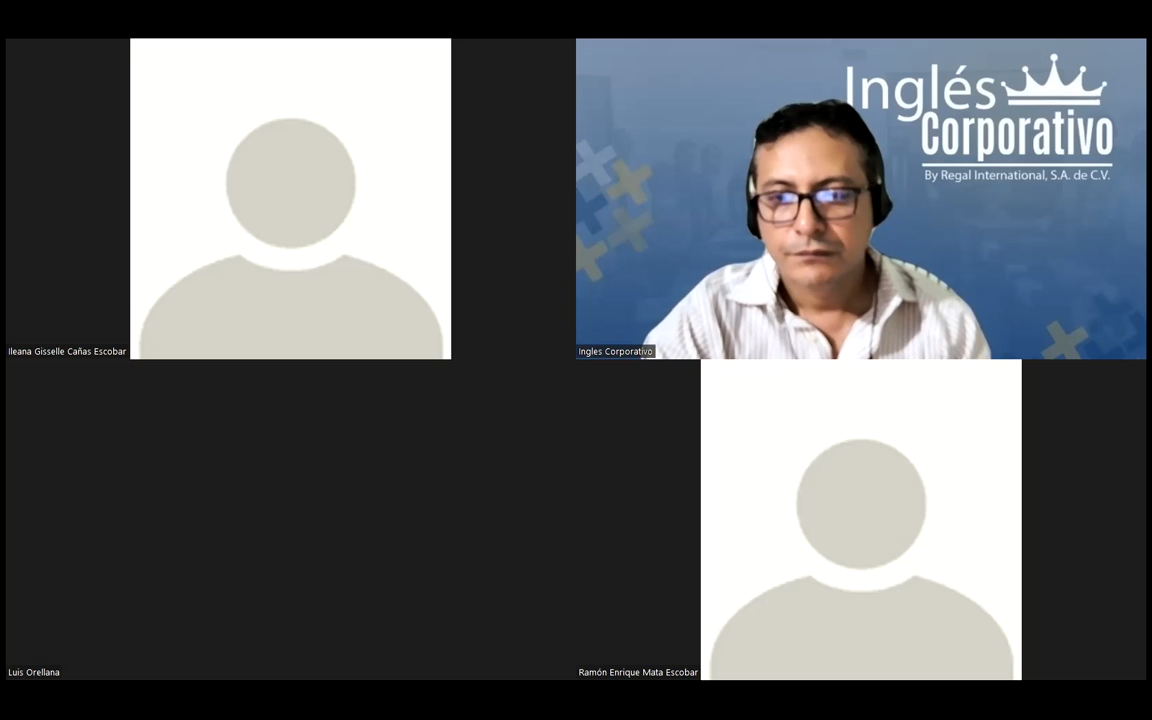 Inglés
Corporativo
By Regal International, S.A. de C.V.
Ileana Gisselle Cañas Escobar
Ingles Corporativo
Luis Orellana
Ramón Enrique Mata Escobar